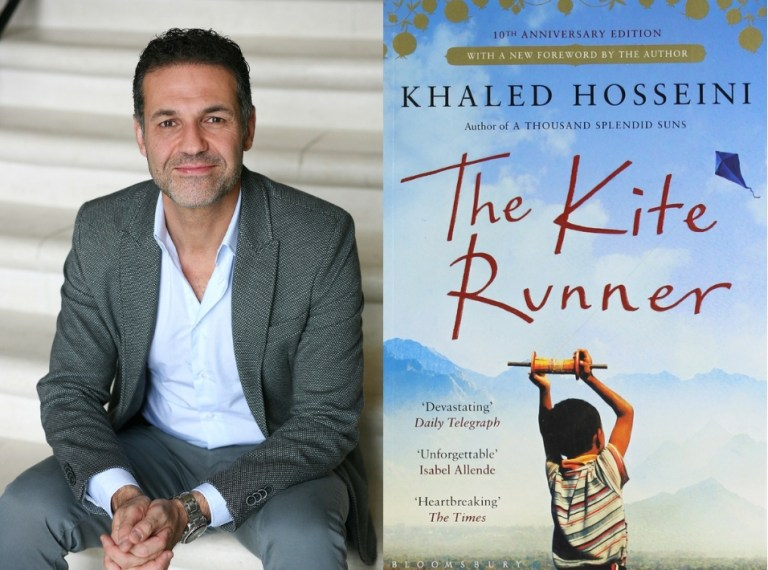 10TH ANNIVERSARY EDITION
WITH A NEW FOREWORD BY THE AUTHOR
KHALED HOSSEINI
Author of A THOUSAND SPLENDID SUNS
The Kite
Runner
'Devastating'
Daily Telegraph
'Unforgettable'
Isabel Allende
'Heartbreaking'
The Times
BLOOMSBURY